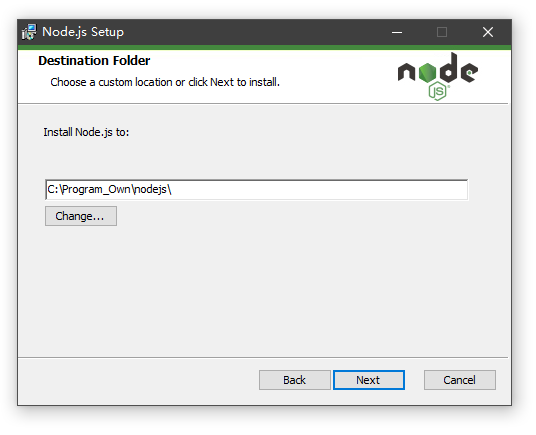 Node.js Setup
Destination Folder
Choose a custom location or click Next to install.
node
JS
Install Node.js to:
C:\Program_Own\nodejs\
Change...
Back
Next
Cancel